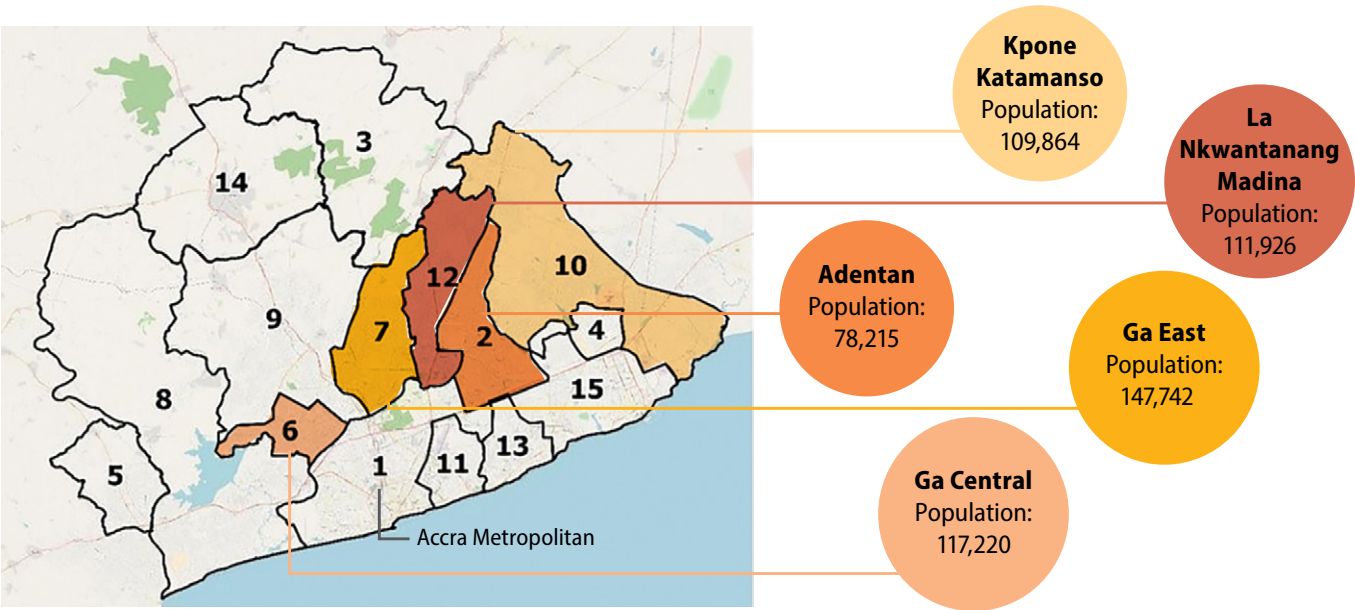 3
14
12
10
9
7
2
4
8
15
6
5
1
11
13
Accra Metropolitan
Kpone
Katamanso
Population:
109,864
La
Nkwantanang
Madina
Population:
111,926
Adentan
Population:
78,215
Ga East
Population:
147,742
Ga Central
Population:
117,220